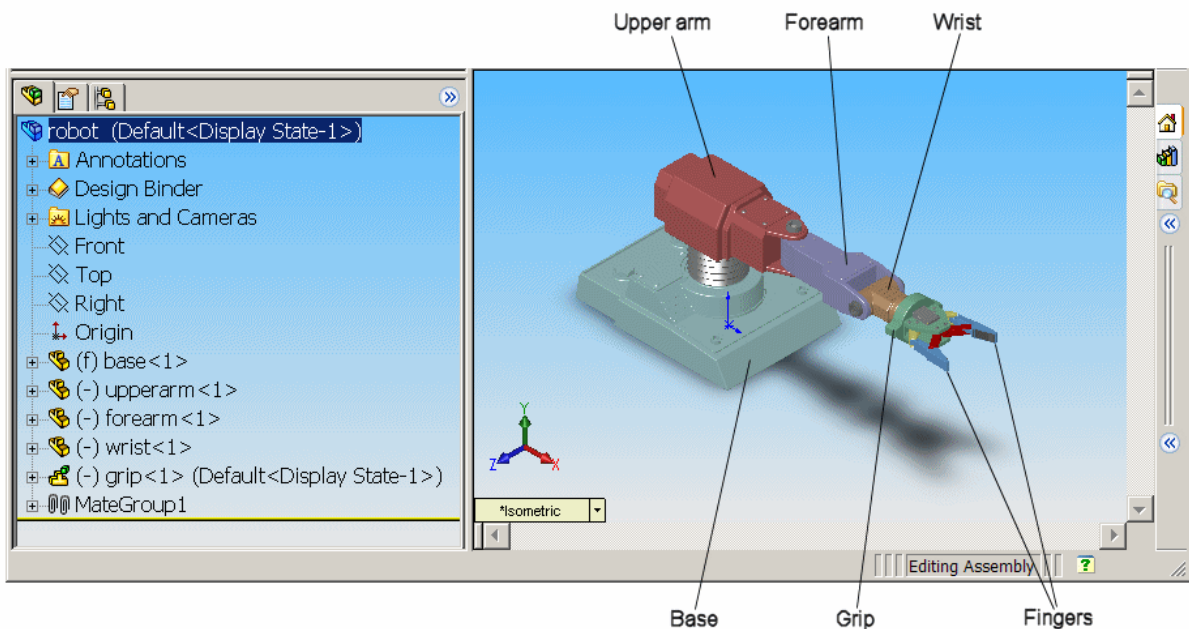 Upper arm Forearm Wrist
robot (Default<Display State-1>)
A Annotations
Design Binder
Lights and Cameras
Front
Top
Right
Origin
(f) base<1>
(-) upperarm<1>
(-) forearm<1>
(-) wrist<1>
(-) grip<1> (Default<Display State-1>)
MateGroup1
Y
Z X
*Isometric
Editing Assembly ?
Base Grip Fingers